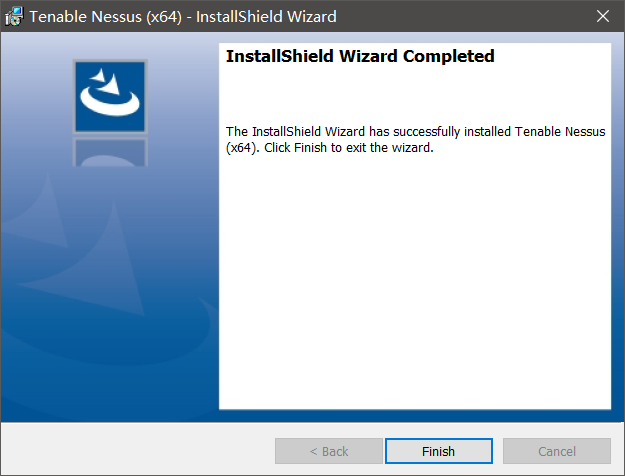 Tenable Nessus (x64) - InstallShield Wizard
InstallShield Wizard Completed
The InstallShield Wizard has successfully installed Tenable Nessus
(x64). Click Finish to exit the wizard.
< Back
Finish
Cancel